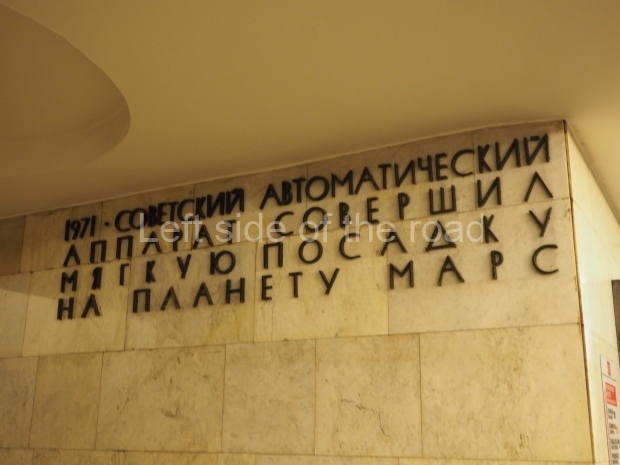 1971 · СОВЕТСКИЙ АВТОМАТИЧЕСКИЙ
АППАРАТ СОВЕРШИЛ
МЯГКУЮ ПОСАДКУ
НА ПЛАНЕТУ МАРС
Left side of the road